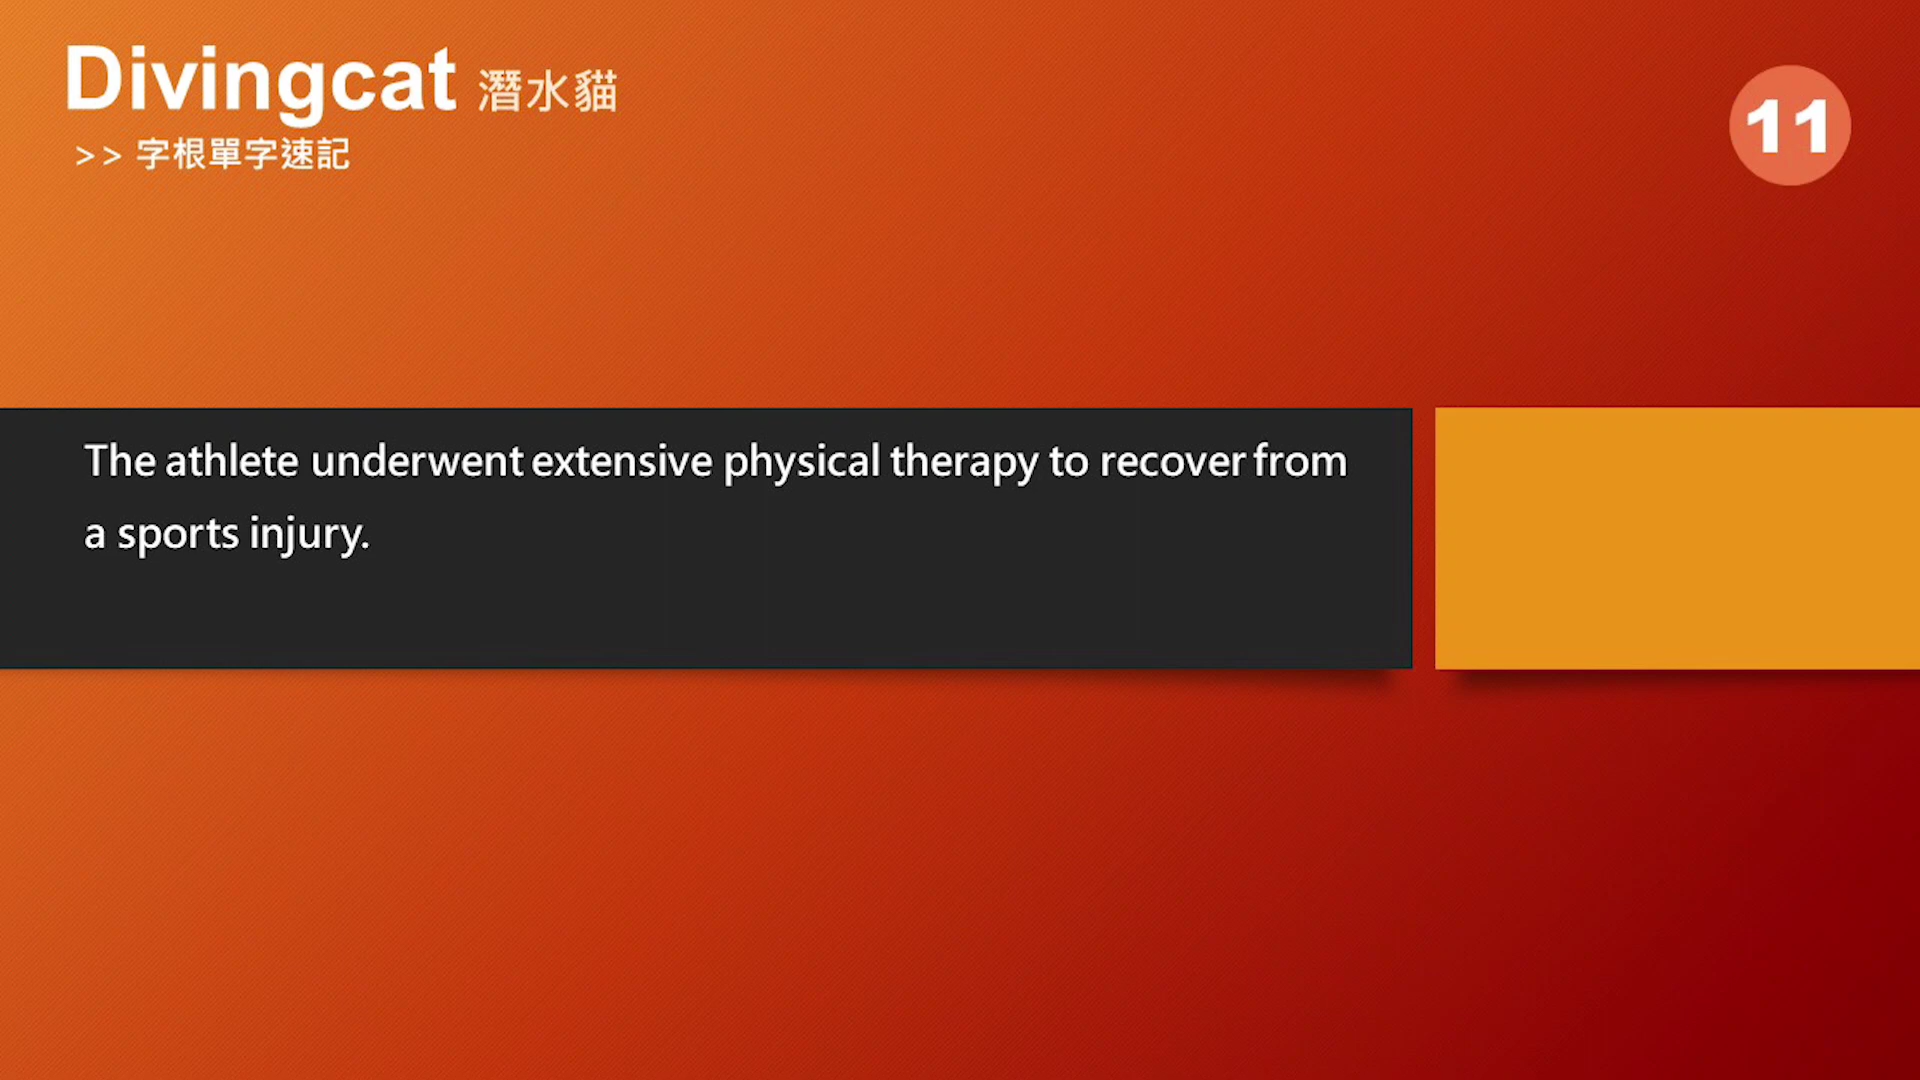 Divingcat 潛水貓
>> 字根單字速記
11
The athlete underwent extensive physical therapy to recover from
a sports injury.